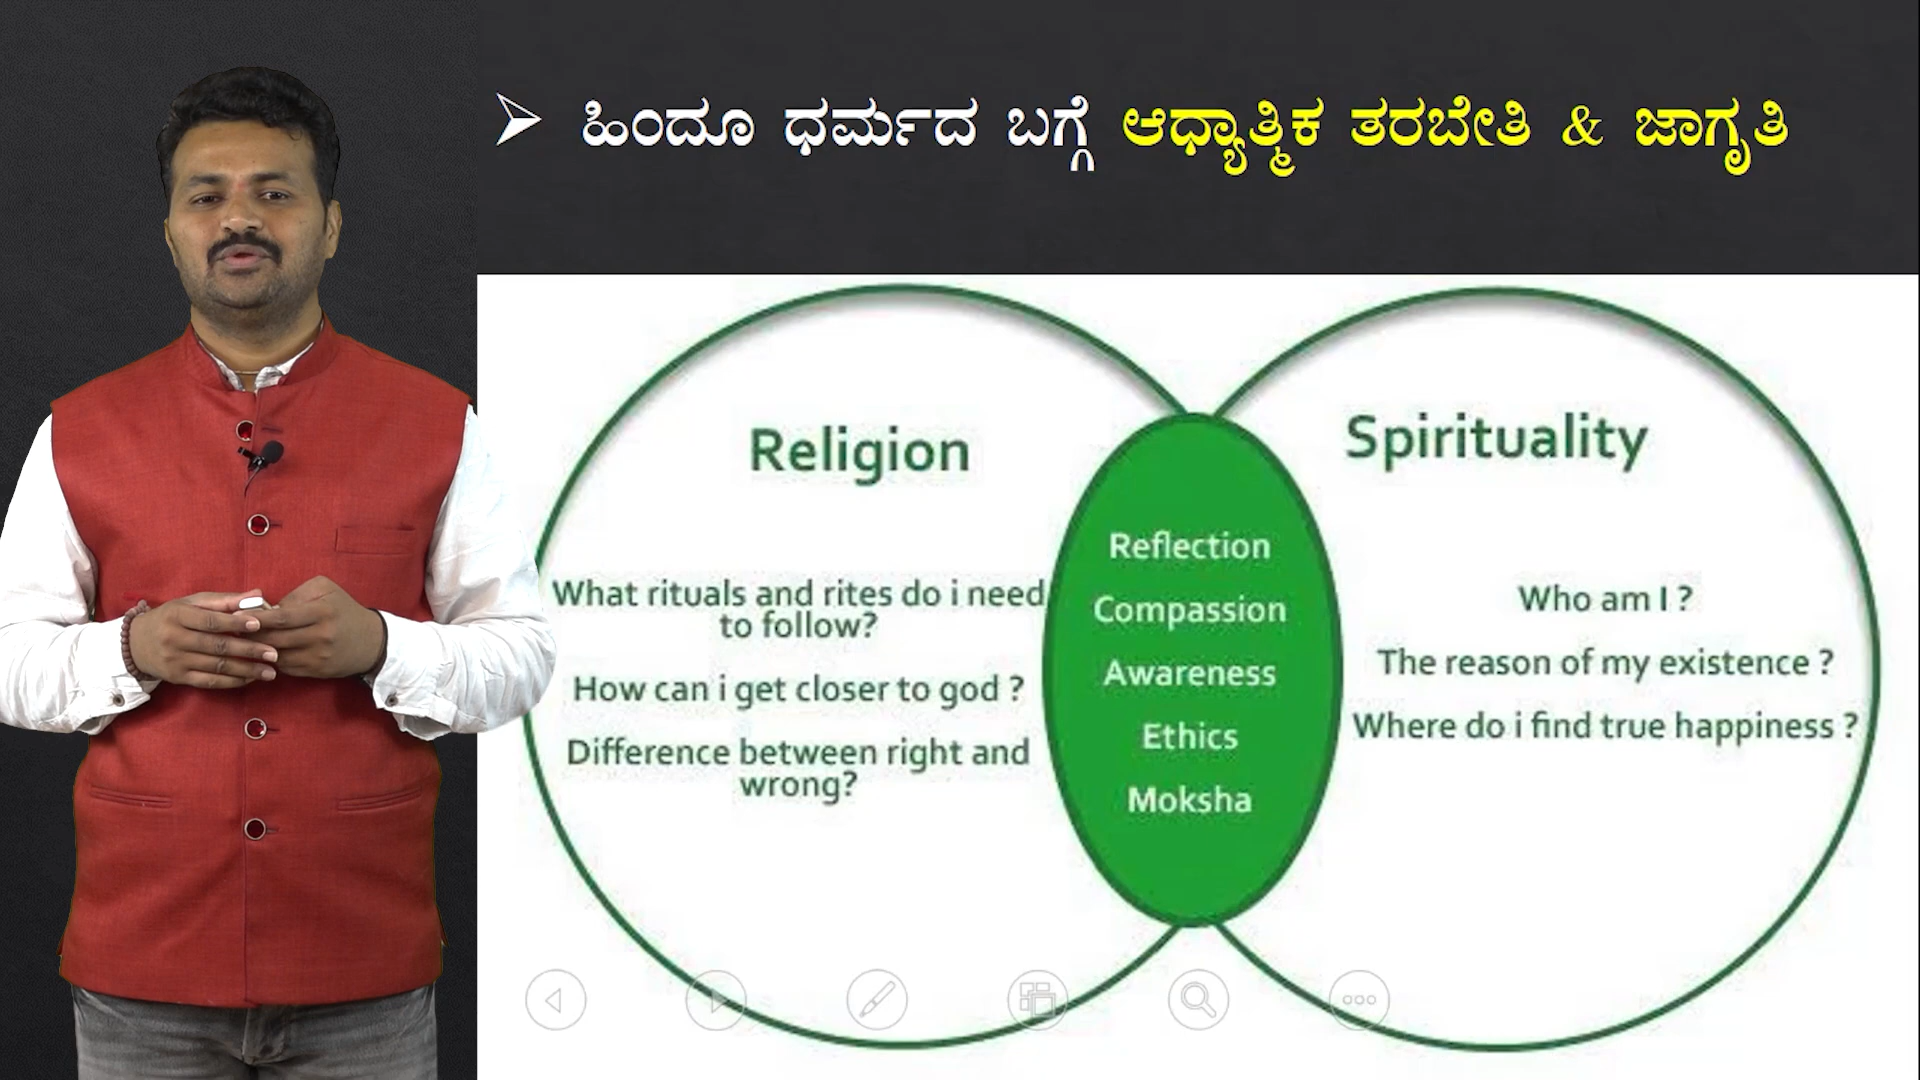 ಹಿಂದೂ ಧರ್ಮದ ಬಗ್ಗೆ ಆಧ್ಯಾತ್ಮಿಕ ತರಬೇತಿ & ಜಾಗೃತಿ
Religion
What rituals and rites do i need
to follow?
How can i get closer to god ?
Difference between right and
wrong?
Reflection
Compassion
Awareness
Ethics
Moksha
Spirituality
Who am I ?
The reason of my existence ?
Where do i find true happiness ?